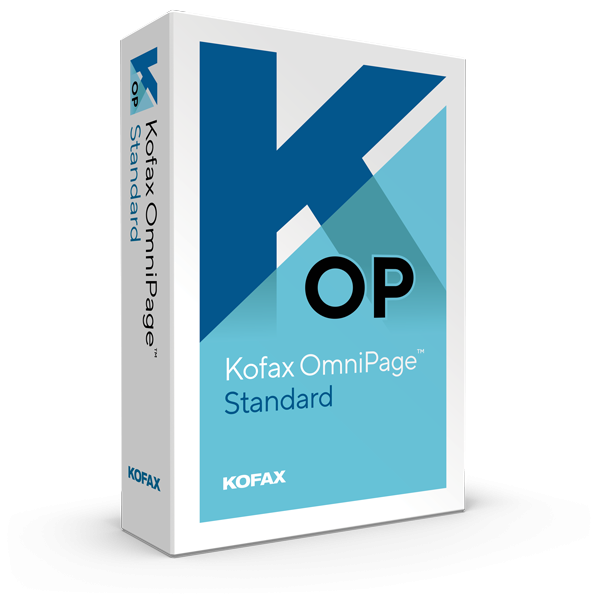 OP
Kofax OmniPage™
Standard
KOFAX
OP
Kofax OmniPage™
Standard
KOFAX